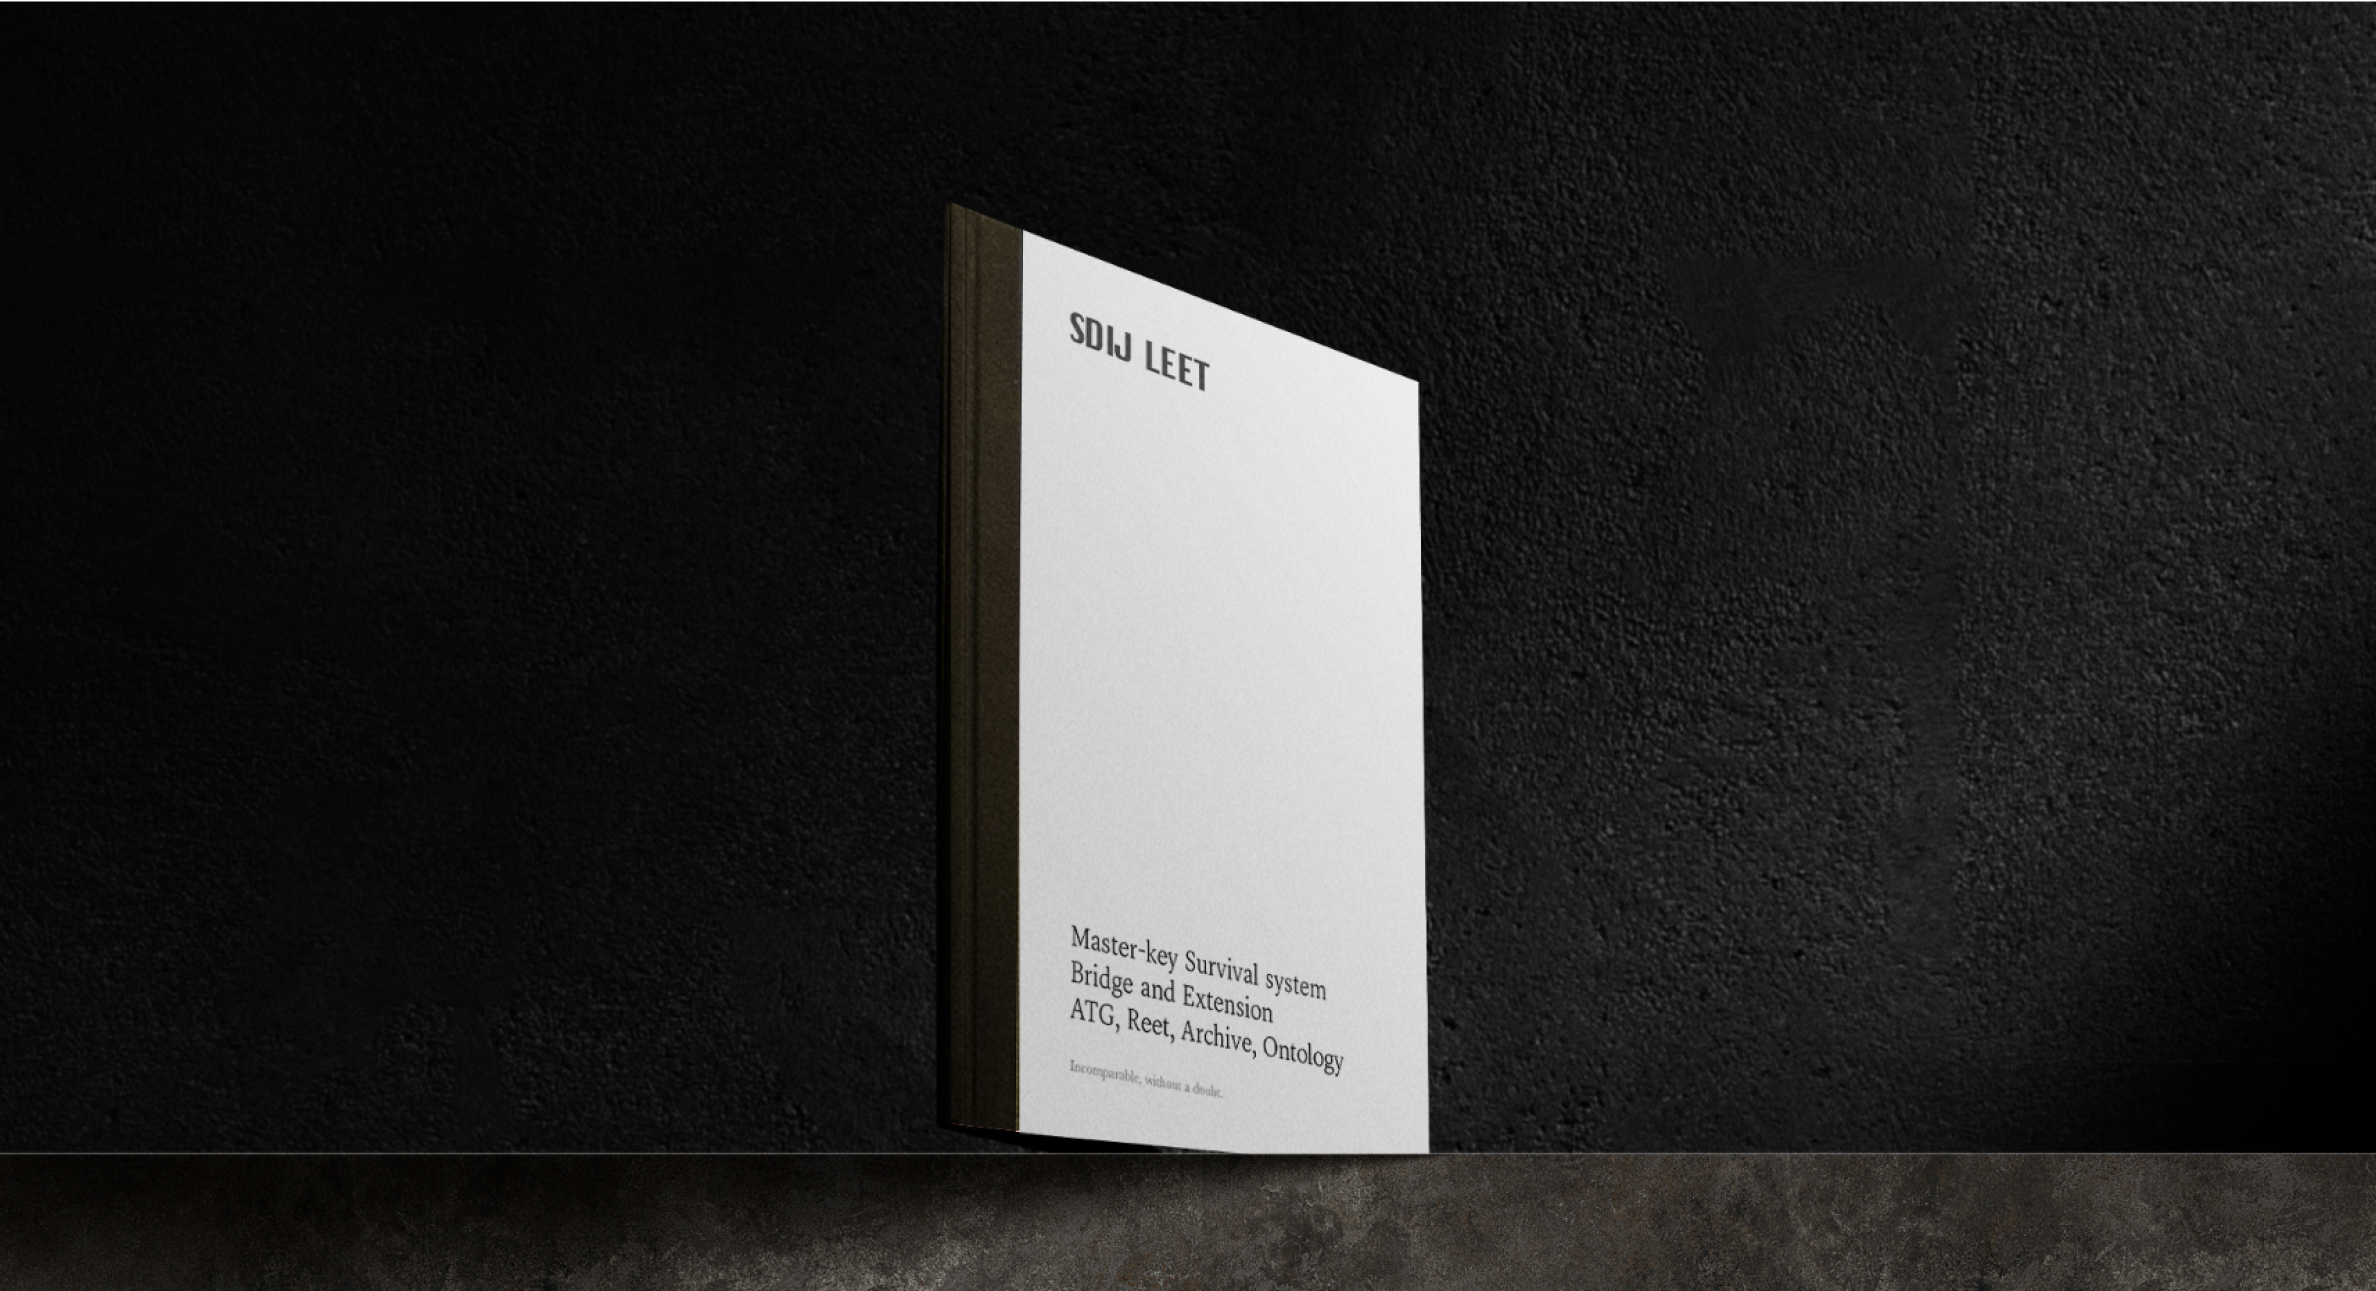 SDIJ LEET
Master-key Survival system
Bridge and Extension
ATG, Reet, Archive, Ontology
Incomparable, without a doubt.